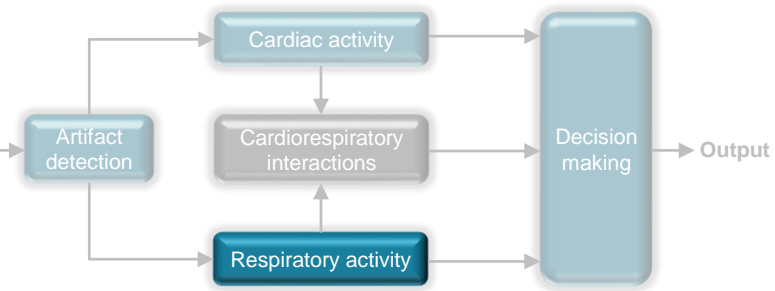 Cardiac activity
Artifact
detection
Cardiorespiratory
interactions
Decision
making
Output
Respiratory activity